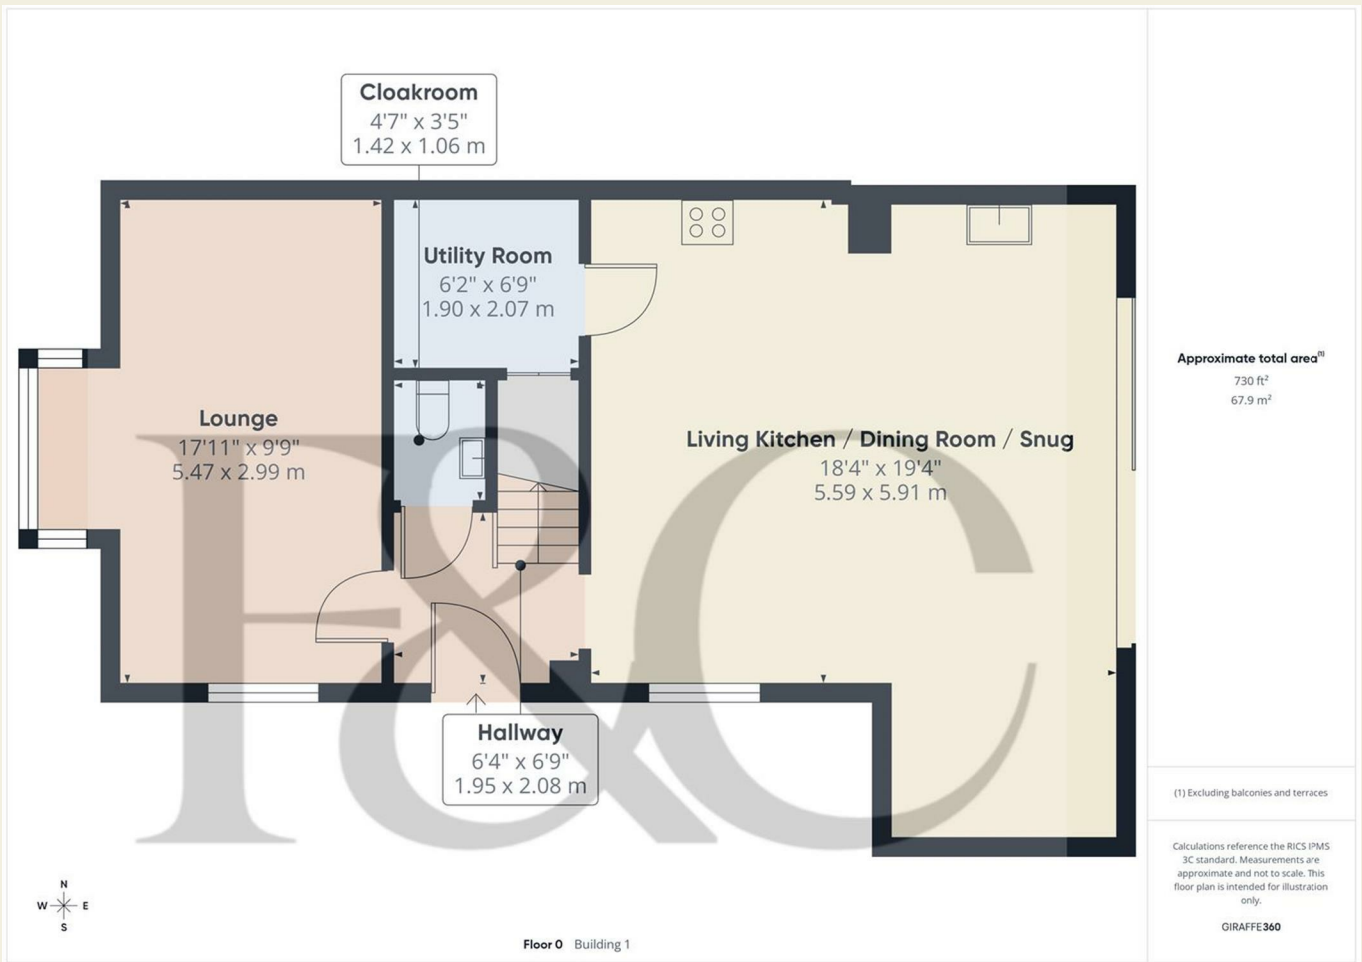 Cloakroom
4'7" x 3'5"
1.42 x 1.06 m
Utility Room
6'2" x 6'9"
1.90 x 2.07 m
Lounge
17'11" x 9'9"
5.47 x 2.99 m
Living Kitchen / Dining Room / Snug
18'4" x 19'4"
5.59 x 5.91 m
Hallway
6'4" x 6'9"
1.95 x 2.08 m
F&C
N
W E
S
Floor 0 Building 1
Approximate total area(1)
730 ft²
67.9 m²
(1) Excluding balconies and terraces
Calculations reference the RICS IPMS
3C standard. Measurements are
approximate and not to scale. This
floor plan is intended for illustration
only.
GIRAFFE360